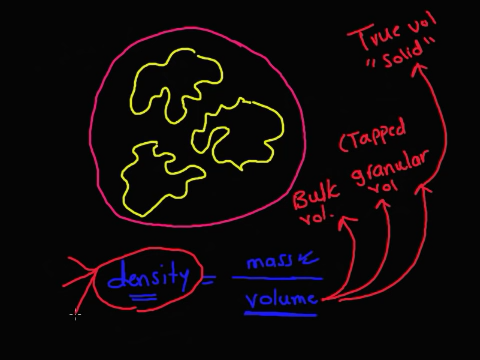 True vol
"Solid"
(Tapped
granular
vol
Bulk
vol.
density = mass
volume